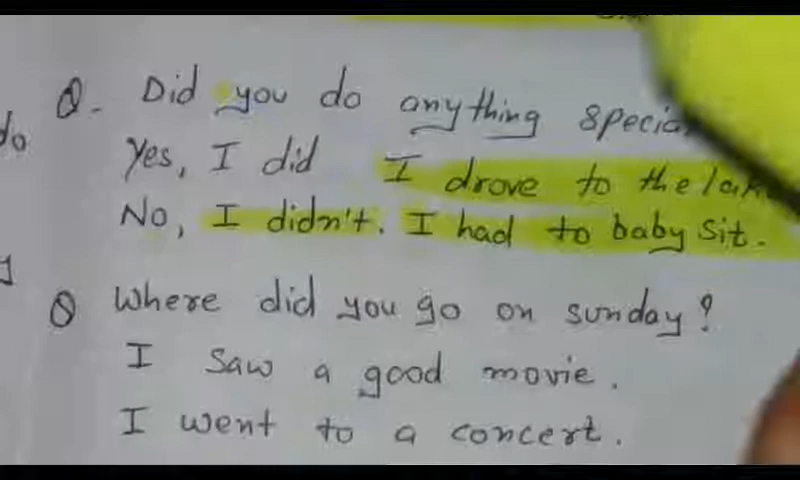 do
Q. Did you do anything
Yes, I did I drove to the
No, I didn't. I had to baby sit.
Q Where did you go on sunday?
I saw a good movie.
I went to a concert.